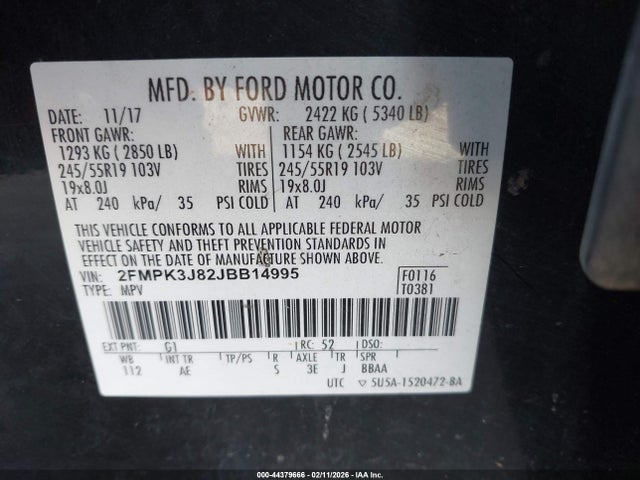 MFD. BY FORD MOTOR CO.
DATE: 11/17 GVWR: 2422 KG ( 5340 LB)
FRONT GAWR: REAR GAWR:
1293 KG ( 2850 LB) WITH 1154 KG ( 2545 LB) WITH
245/55R19 103V TIRES 245/55R19 103V TIRES
19x8.0J RIMS 19x8.0J RIMS
AT 240 kPa/ 35 PSI COLD AT 240 kPa/ 35 PSI COLD
THIS VEHICLE CONFORMS TO ALL APPLICABLE FEDERAL MOTOR
VEHICLE SAFETY AND THEFT PREVENTION STANDARDS IN
EFFECT ON THE DATE OF MANUFACTURE SHOWN ABOVE.
VIN: 2FMPK3J82JBB14995 F0116
TYPE: MPV T0381
EXT PNT: G1 RC: 52 DSO:
WB INT TR TP/PS R AXLE TR SPR
112 AE S 3E J BBAA
UTC ▽ 5U5A-1520472-BA
000-44379666 - 02/11/2026 - IAA Inc.